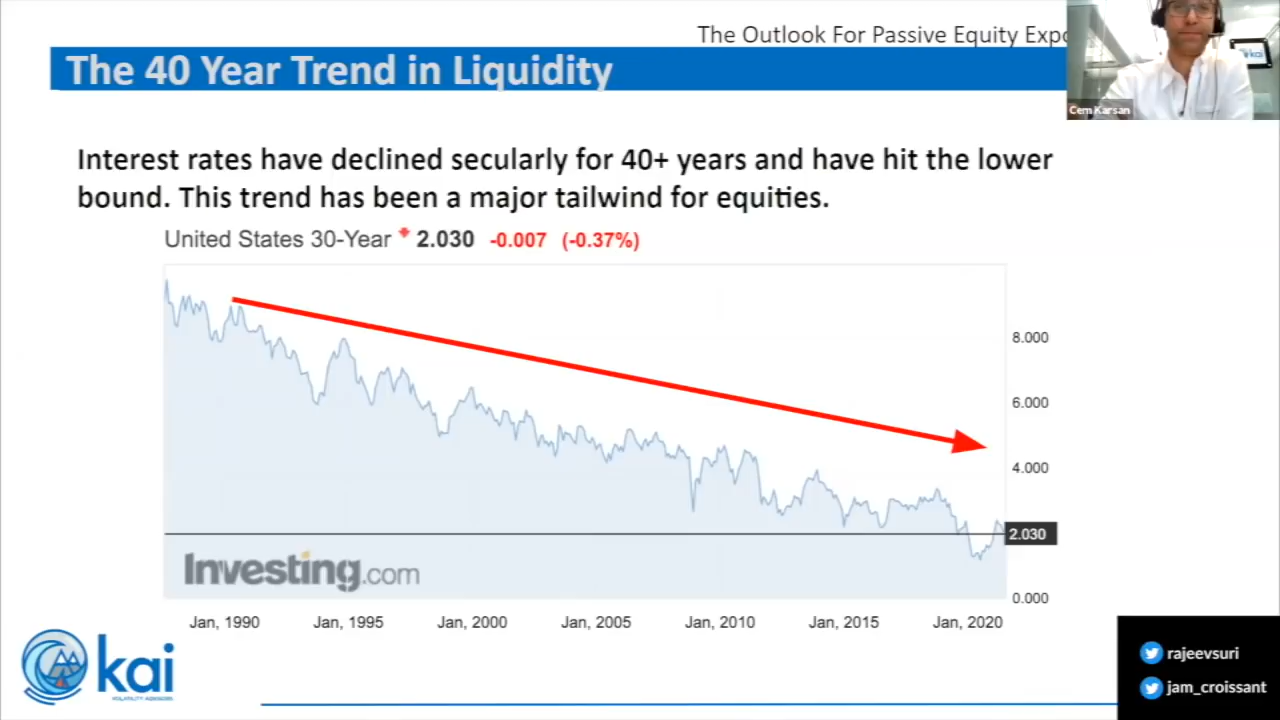 The Outlook For Passive Equity Expo
The 40 Year Trend in Liquidity
kai
Cem Karsan
Interest rates have declined secularly for 40+ years and have hit the lower
bound. This trend has been a major tailwind for equities.
United States 30-Year 2.030 -0.007 (-0.37%)
8.000
6.000
4.000
2.030
0.000
Investing.com
Jan, 1990 Jan, 1995 Jan, 2000 Jan, 2005 Jan, 2010 Jan, 2015 Jan, 2020
kai
VOLATILITY ADVISORS
rajeevsuri
jam_croissant